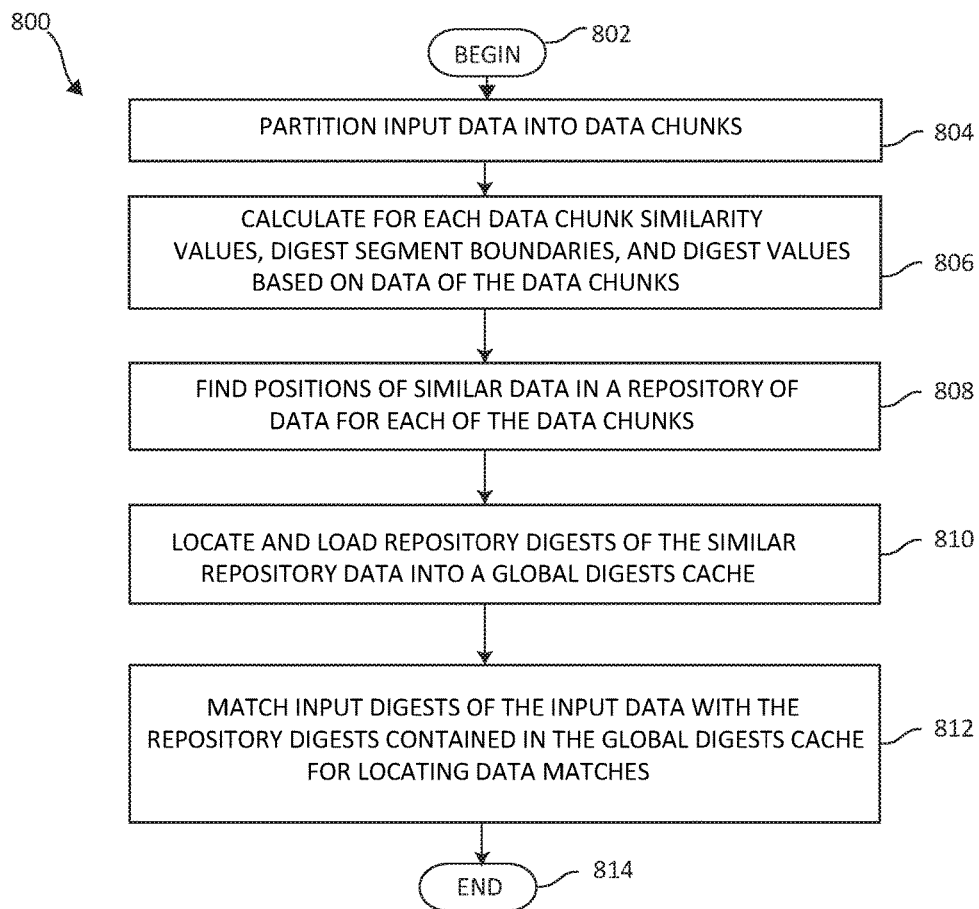 800
802
BEGIN
PARTITION INPUT DATA INTO DATA CHUNKS
804
CALCULATE FOR EACH DATA CHUNK SIMILARITY
VALUES, DIGEST SEGMENT BOUNDARIES, AND DIGEST VALUES
BASED ON DATA OF THE DATA CHUNKS
806
FIND POSITIONS OF SIMILAR DATA IN A REPOSITORY OF
DATA FOR EACH OF THE DATA CHUNKS
808
LOCATE AND LOAD REPOSITORY DIGESTS OF THE SIMILAR
REPOSITORY DATA INTO A GLOBAL DIGESTS CACHE
810
MATCH INPUT DIGESTS OF THE INPUT DATA WITH THE
REPOSITORY DIGESTS CONTAINED IN THE GLOBAL DIGESTS CACHE
FOR LOCATING DATA MATCHES
812
END
814